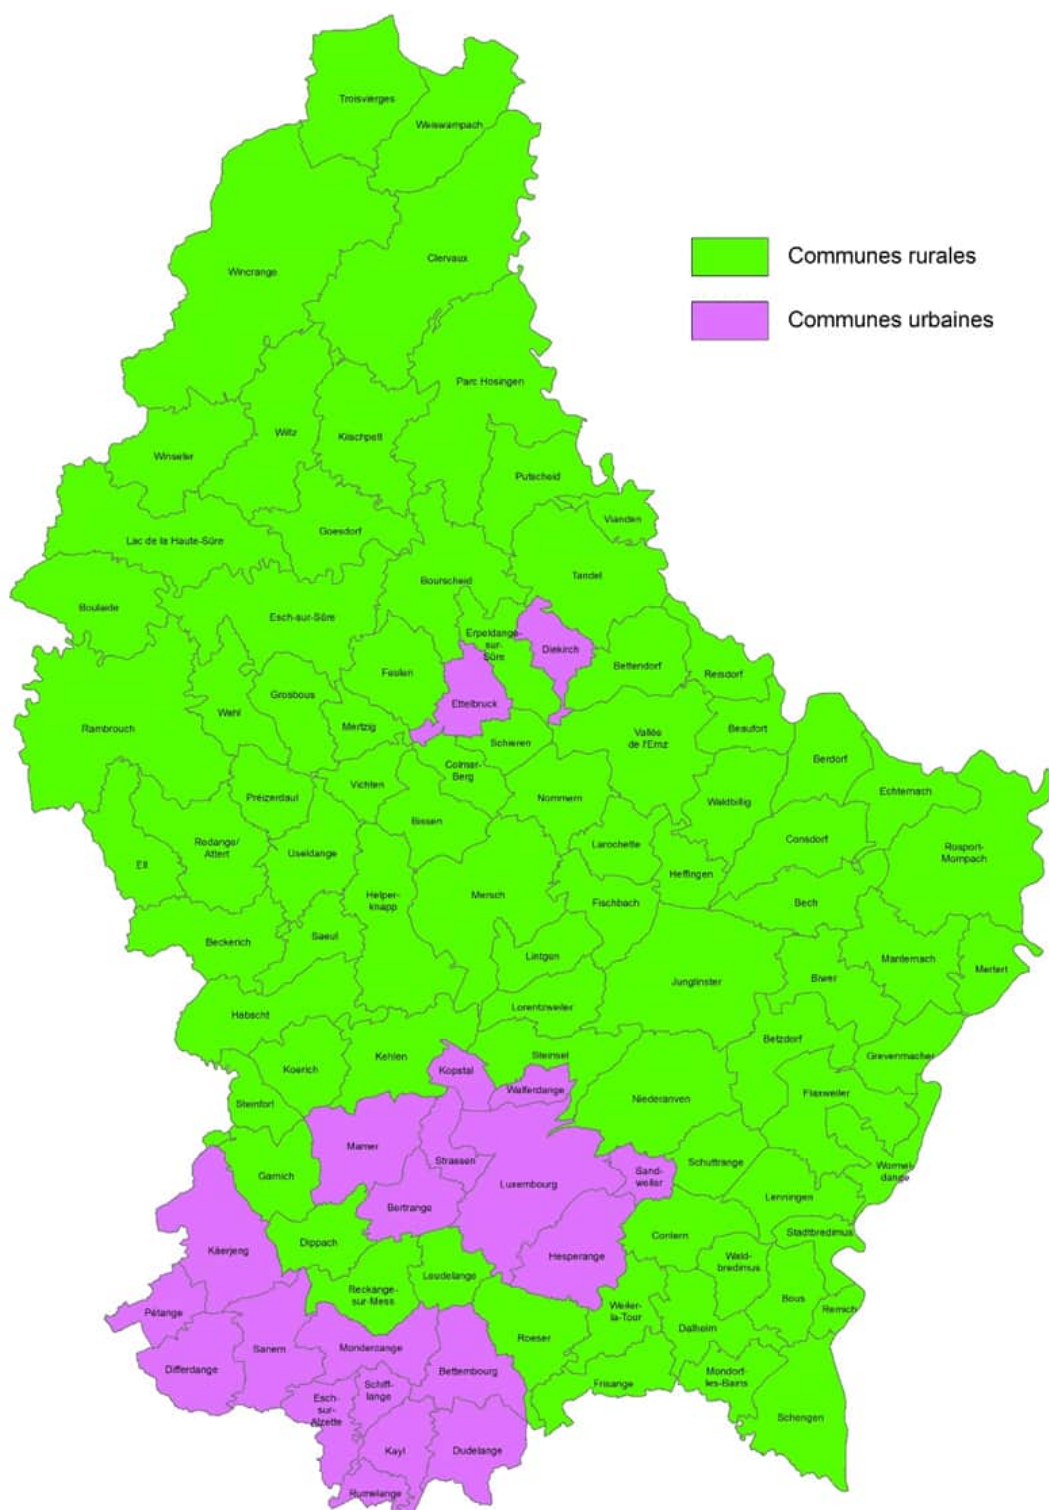 Troisvierges
Weiswampach
Communes rurales
Clervaux
Wincrange
Communes urbaines
Parc Hosingen
Wiltz
Kiischpelt
Winseler
Putscheid
Vianden
Goesdorf
Lac de la Haute-Sûre
Tandel
Bourscheid
Boulaide
Esch-sur-Sûre
Erpeldange-
sur-
Sûre
Diekirch
Bettendorf
Reisdorf
Feulen
Grosbous
Ettelbruck
Wahl
Mertzig
Rambrouch
Vallée
de l'Ernz
Beaufort
Schieren
Berdorf
Colmar-
Berg
Vichten
Echternach
Préizerdaul
Nommern
Waldbillig
Bissen
Consdorf
Larochette
Redange/
Attert
Useldange
Rosport-
Mompach
Ell
Heffingen
Helper-
knapp
Mersch
Fischbach
Bech
Saeul
Beckerich
Lintgen
Manternach
Mertert
Biwer
Junglinster
Lorentzweiler
Habscht
Betzdorf
Kehlen
Steinsel
Grevenmacher
Koerich
Kopstal
Walferdange
Flaxweiler
Niederanven
Steinfort
Mamer
Strassen
Schuttrange
Wormel-
dange
Garnich
Sand-
weiler
Luxembourg
Lenningen
Bertrange
Stadtbredimus
Contern
Dippach
Käerjeng
Hesperange
Wald-
bredimus
Leudelange
Reckange-
sur-Mess
Bous
Remich
Weiler-
la-Tour
Pétange
Dalheim
Roeser
Sanem
Mondercange
Differdange
Bettembourg
Mondorf-
les-Bains
Schiff-
lange
Frisange
Esch-
sur-
Alzette
Schengen
Kayl
Dudelange
Rumelange